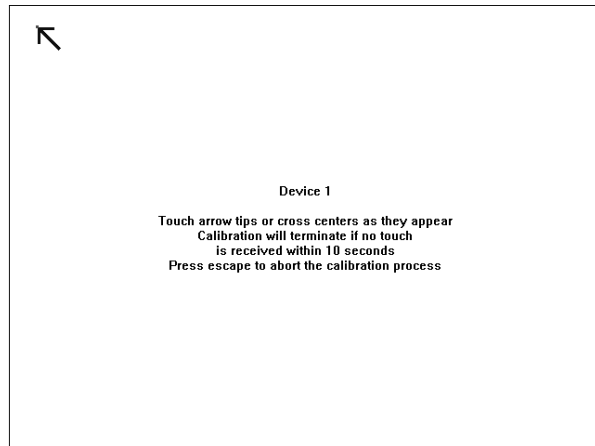 Device 1
Touch arrow tips or cross centers as they appear
Calibration will terminate if no touch
is received within 10 seconds
Press escape to abort the calibration process